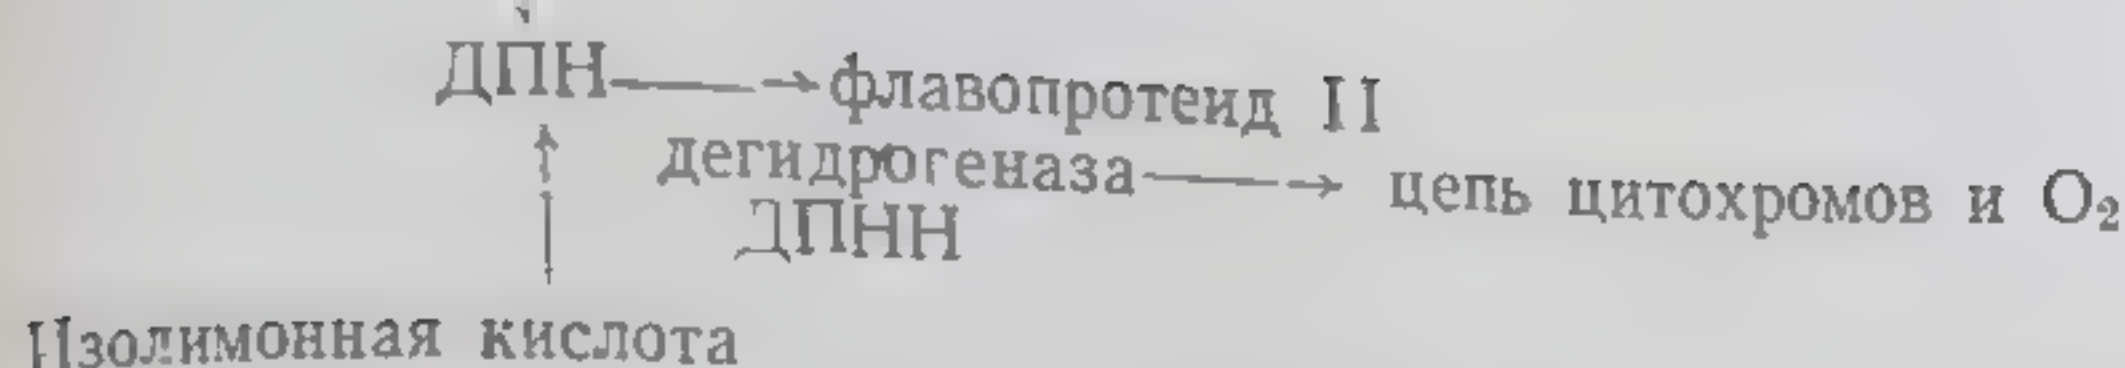 ДПН → флавопротеид II
дегидрогеназа → цепь цитохромов и O₂
ДПНН
Изолимонная кислота